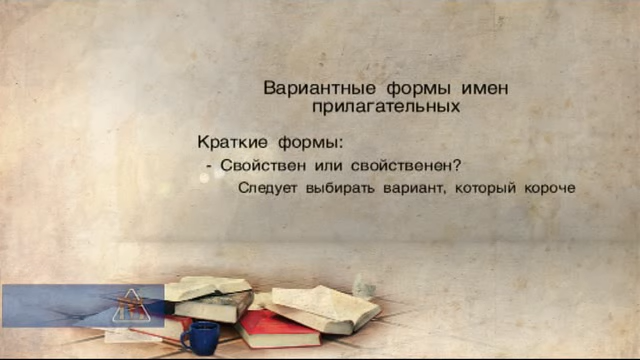 Вариантные формы имен
прилагательных
Краткие формы:
- Свойствен или свойственен?
Следует выбирать вариант, который короче